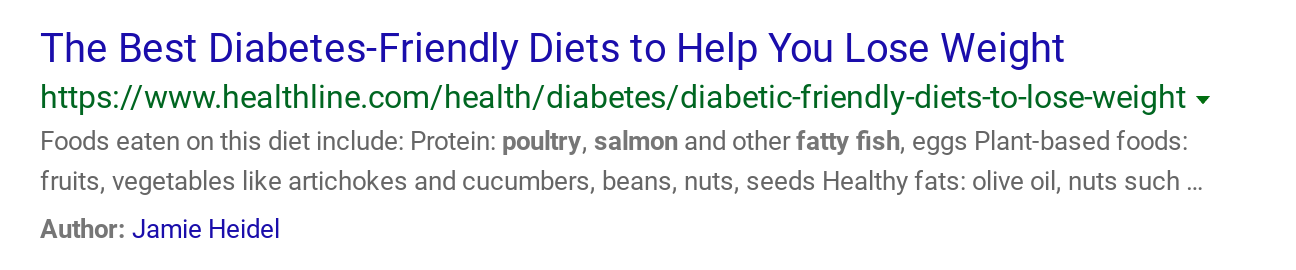 The Best Diabetes-Friendly Diets to Help You Lose Weight
https://www.healthline.com/health/diabetes/diabetic-friendly-diets-to-lose-weight
Foods eaten on this diet include: Protein: poultry, salmon and other fatty fish, eggs Plant-based foods:
fruits, vegetables like artichokes and cucumbers, beans, nuts, seeds Healthy fats: olive oil, nuts such ...
Author: Jamie Heidel